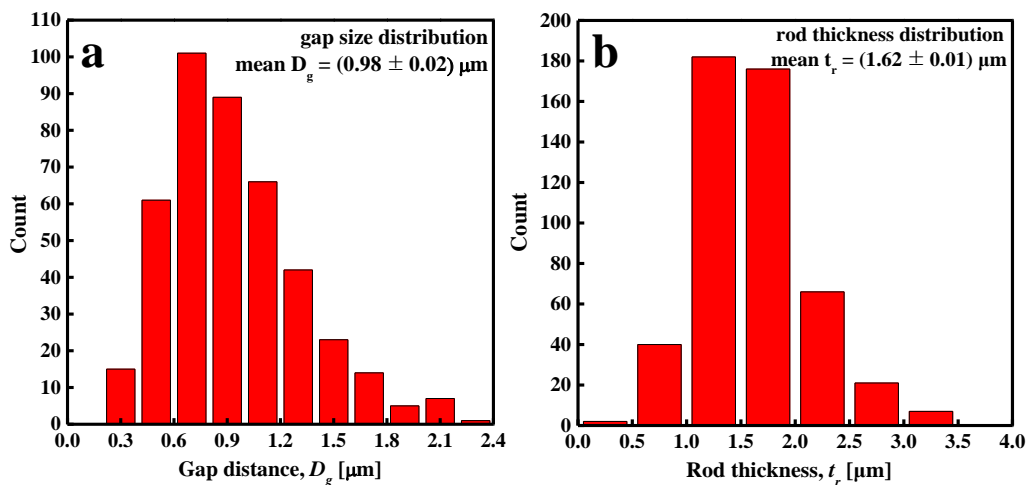 a
gap size distribution
mean D_g = (0.98 ± 0.02) μm
110
100
90
80
70
60
50
40
30
20
10
0
Count
0.0 0.3 0.6 0.9 1.2 1.5 1.8 2.1 2.4
Gap distance, D_g [μm]
b
rod thickness distribution
mean t_r = (1.62 ± 0.01) μm
200
180
160
140
120
100
80
60
40
20
0
Count
0.0 0.5 1.0 1.5 2.0 2.5 3.0 3.5 4.0
Rod thickness, t_r [μm]